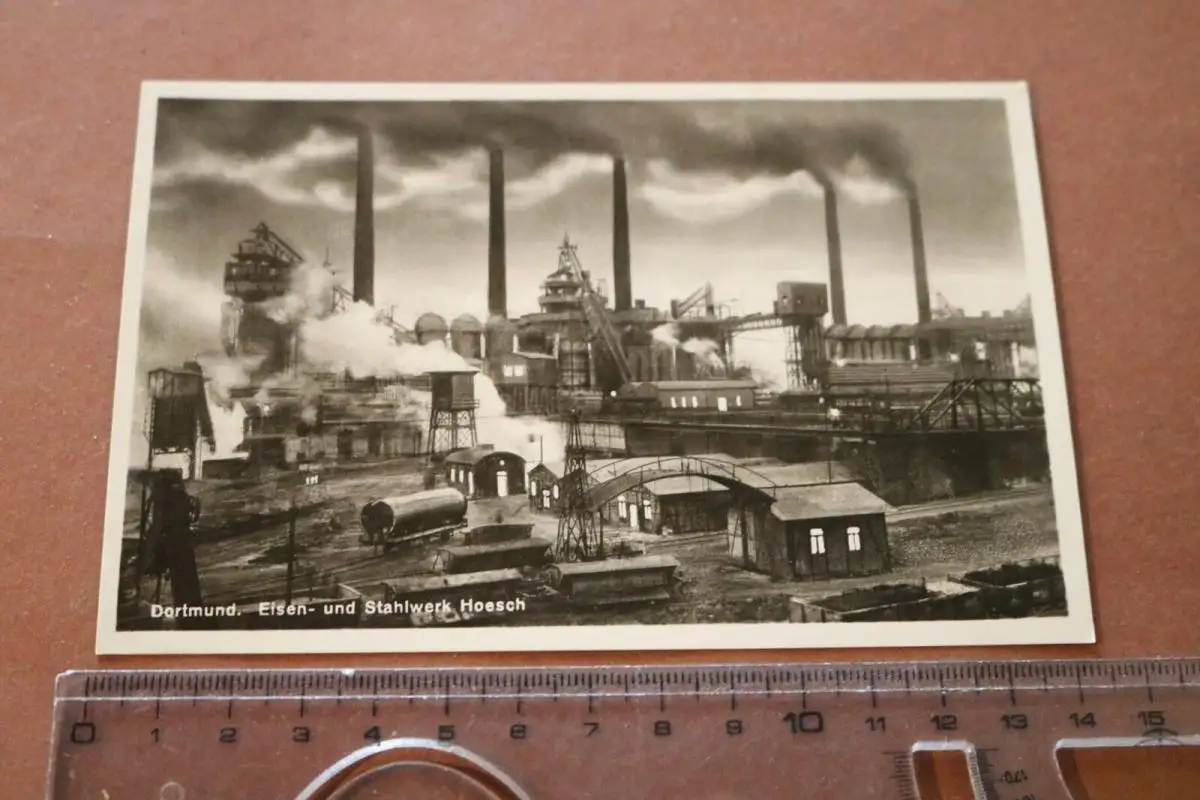 Dortmund. Eisen- und Stahlwerk Hoesch
0 1 2 3 4 5 6 7 8 9 10 11 12 13 14 15
170